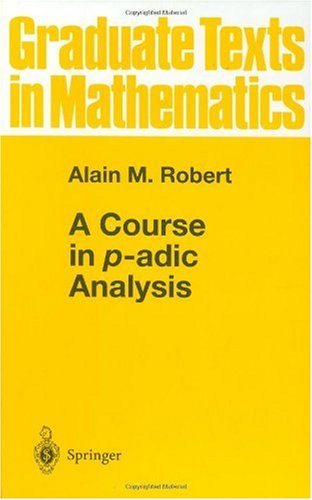 Graduate Texts
in Mathematics
Alain M. Robert
A Course
in p-adic
Analysis
Springer